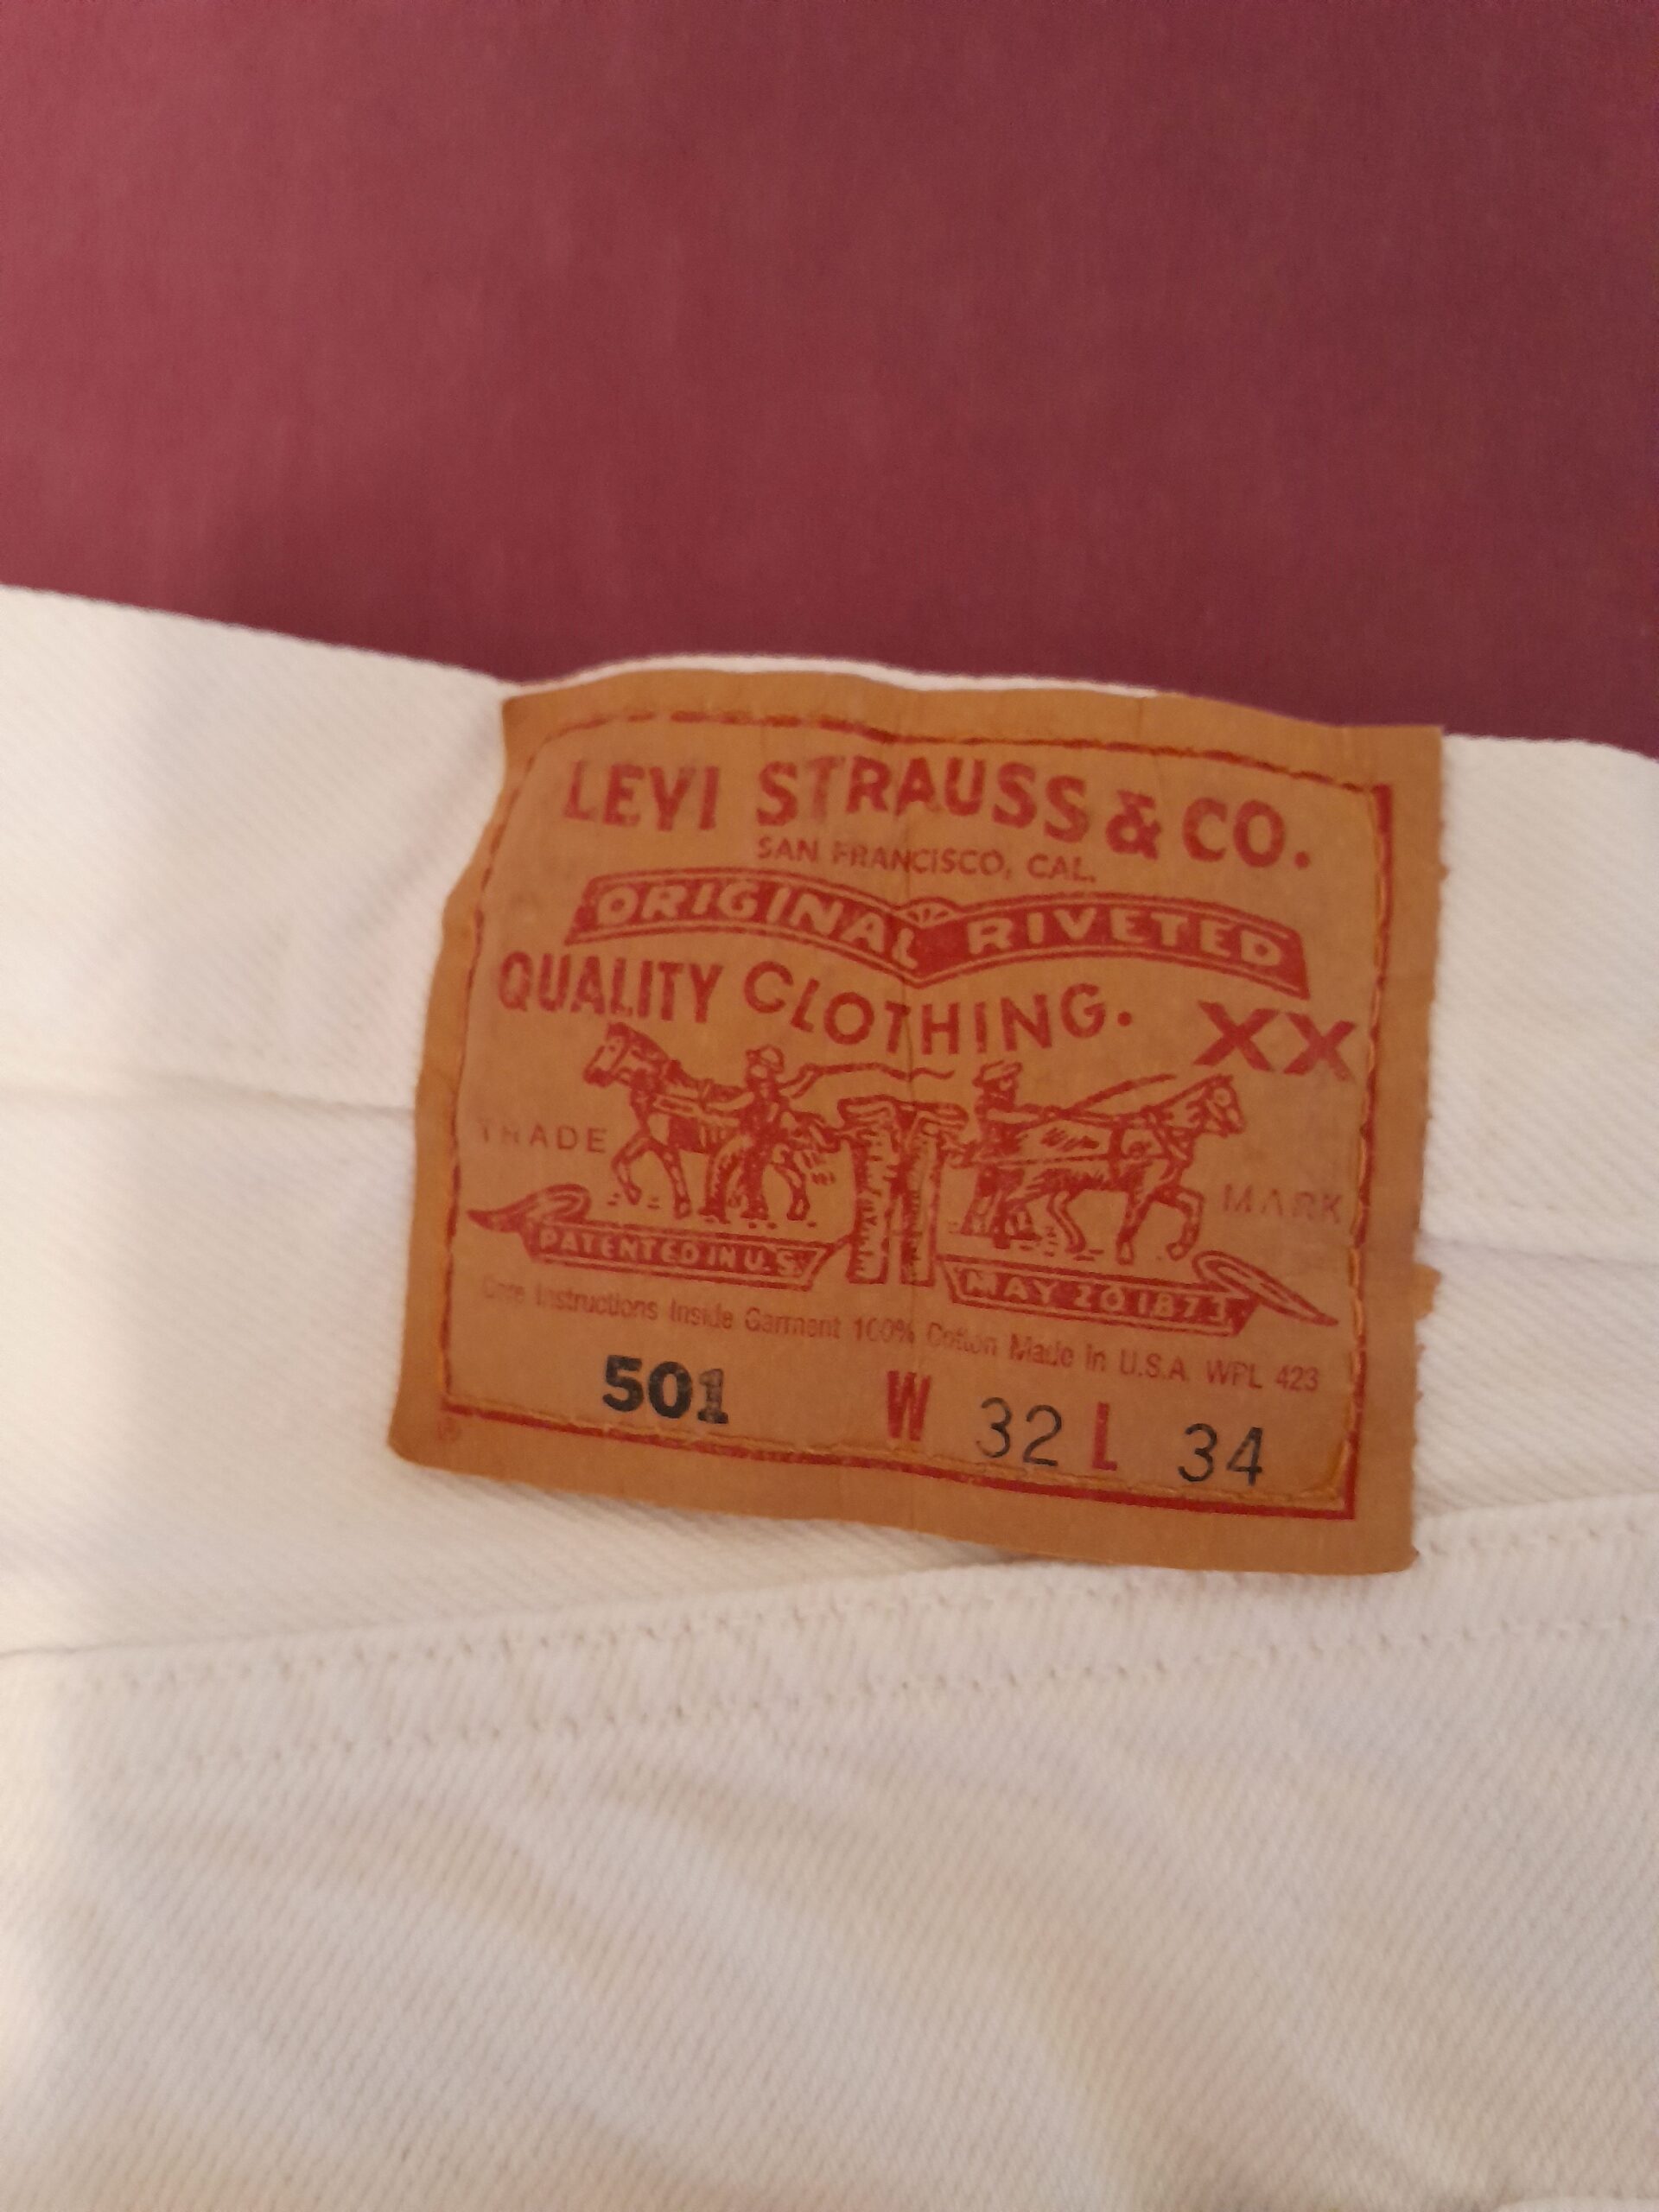 LEVI STRAUSS & CO.
SAN FRANCISCO, CAL.
ORIGINAL RIVETED
QUALITY CLOTHING. XX
TRADE MARK
PATENTED IN U.S. MAY 20 1873
Care Instructions Inside Garment 100% Cotton Made in U.S.A. WPL 423
501 W 32 L 34
®